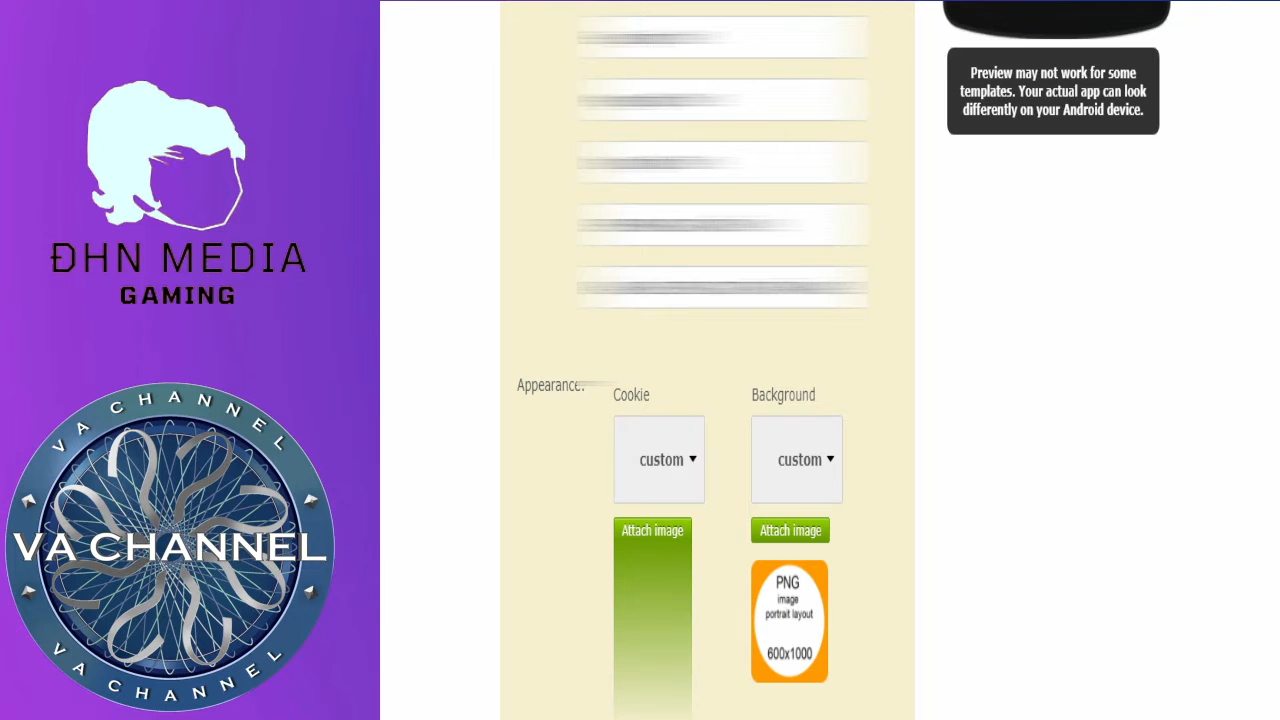 ĐHN MEDIA
GAMING
VA CHANNEL
VA CHANNEL
VA CHANNEL
Preview may not work for some
templates. Your actual app can look
differently on your Android device.
Appearance:
Cookie
Background
custom
custom
Attach image
Attach image
PNG
image
portrait layout
600x1000